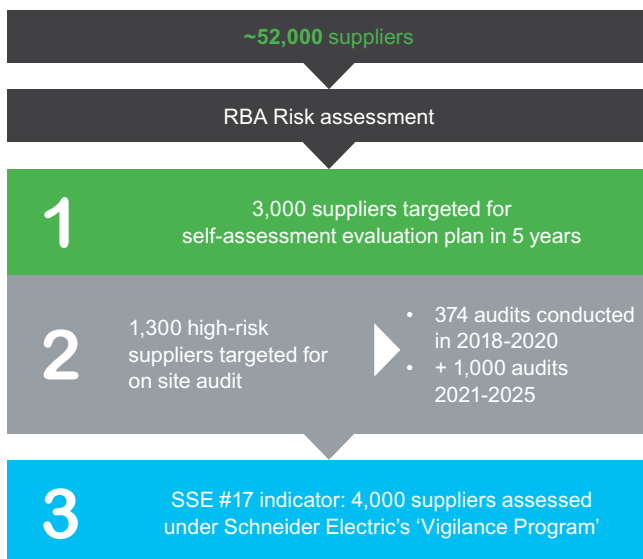 ~52,000 suppliers
RBA Risk assessment
1
3,000 suppliers targeted for
self-assessment evaluation plan in 5 years
2
1,300 high-risk
suppliers targeted for
on site audit
• 374 audits conducted
in 2018-2020
• + 1,000 audits
2021-2025
3
SSE #17 indicator: 4,000 suppliers assessed
under Schneider Electric's ‘Vigilance Program’